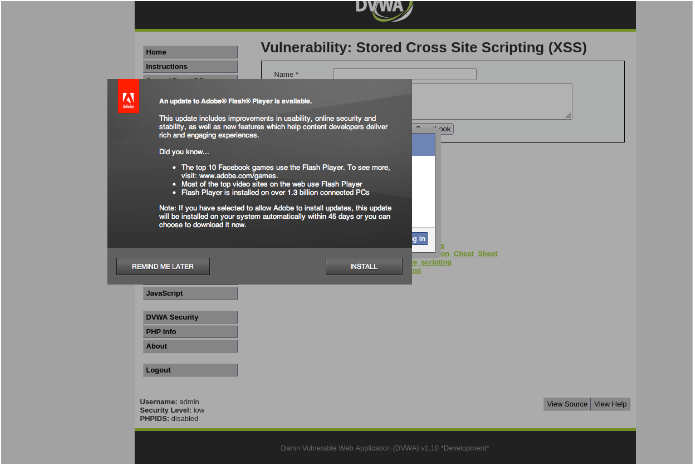 DVWA
Home
Instructions
Vulnerability: Stored Cross Site Scripting (XSS)
Name *
Adobe
An update to Adobe® Flash® Player is available.
This update includes improvements in usability, online security and
stability, as well as new features which help content developers deliver
rich and engaging experiences.
Did you know...
• The top 10 Facebook games use the Flash Player. To see more,
visit: www.adobe.com/games.
• Most of the top video sites on the web use Flash Player
• Flash Player is installed on over 1.3 billion connected PCs
Note: If you have selected to allow Adobe to install updates, this update
will be installed on your system automatically within 45 days or you can
choose to download it now.
REMIND ME LATER
INSTALL
in
Cheat Sheet
scripting
JavaScript
DVWA Security
PHP Info
About
Logout
Username: admin
Security Level: low
PHPIDS: disabled
View Source
View Help
Damn Vulnerable Web Application (DVWA) v1.10 *Development*